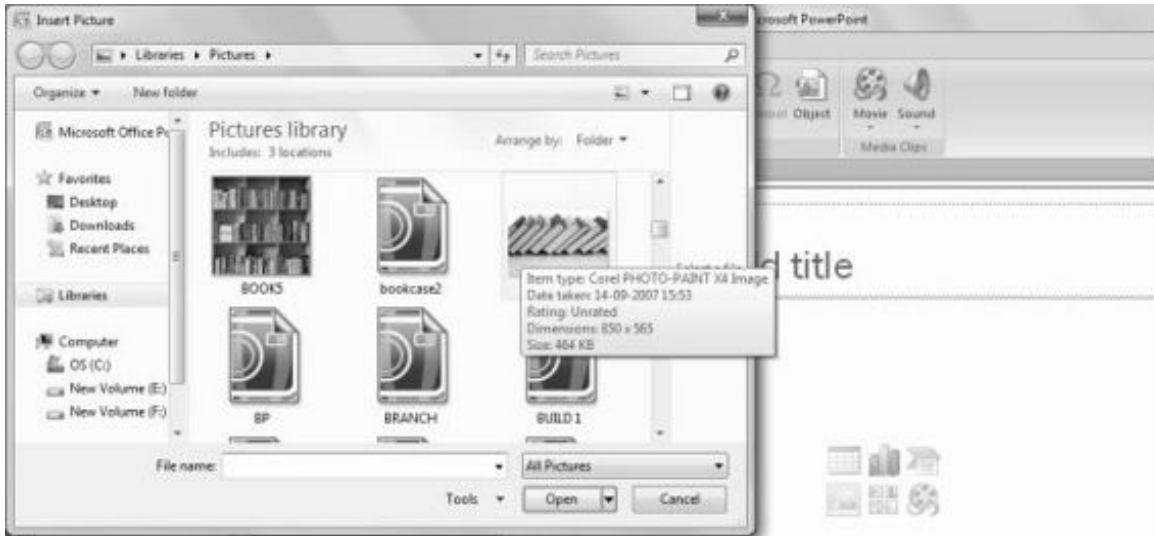 Insert Picture
Microsoft PowerPoint
Libraries Pictures
Search Pictures
Organize New folder
Object Movie Sound
Media Clips
Microsoft Office
Pictures library
Includes: 3 locations
Arrange by: Folder
Favorites
Desktop
Downloads
Recent Places
Libraries
Computer
OS (C:)
New Volume (E:)
New Volume (F:)
BOOK5
bookcase2
BP
BRANCH
BUILD 1
Item type: Corel PHOTO-PAINT X4 Image
Date taken: 14-09-2007 15:53
Rating: Unrated
Dimensions: 850 x 565
Size: 464 KB
title
File name:
All Pictures
Tools Open Cancel